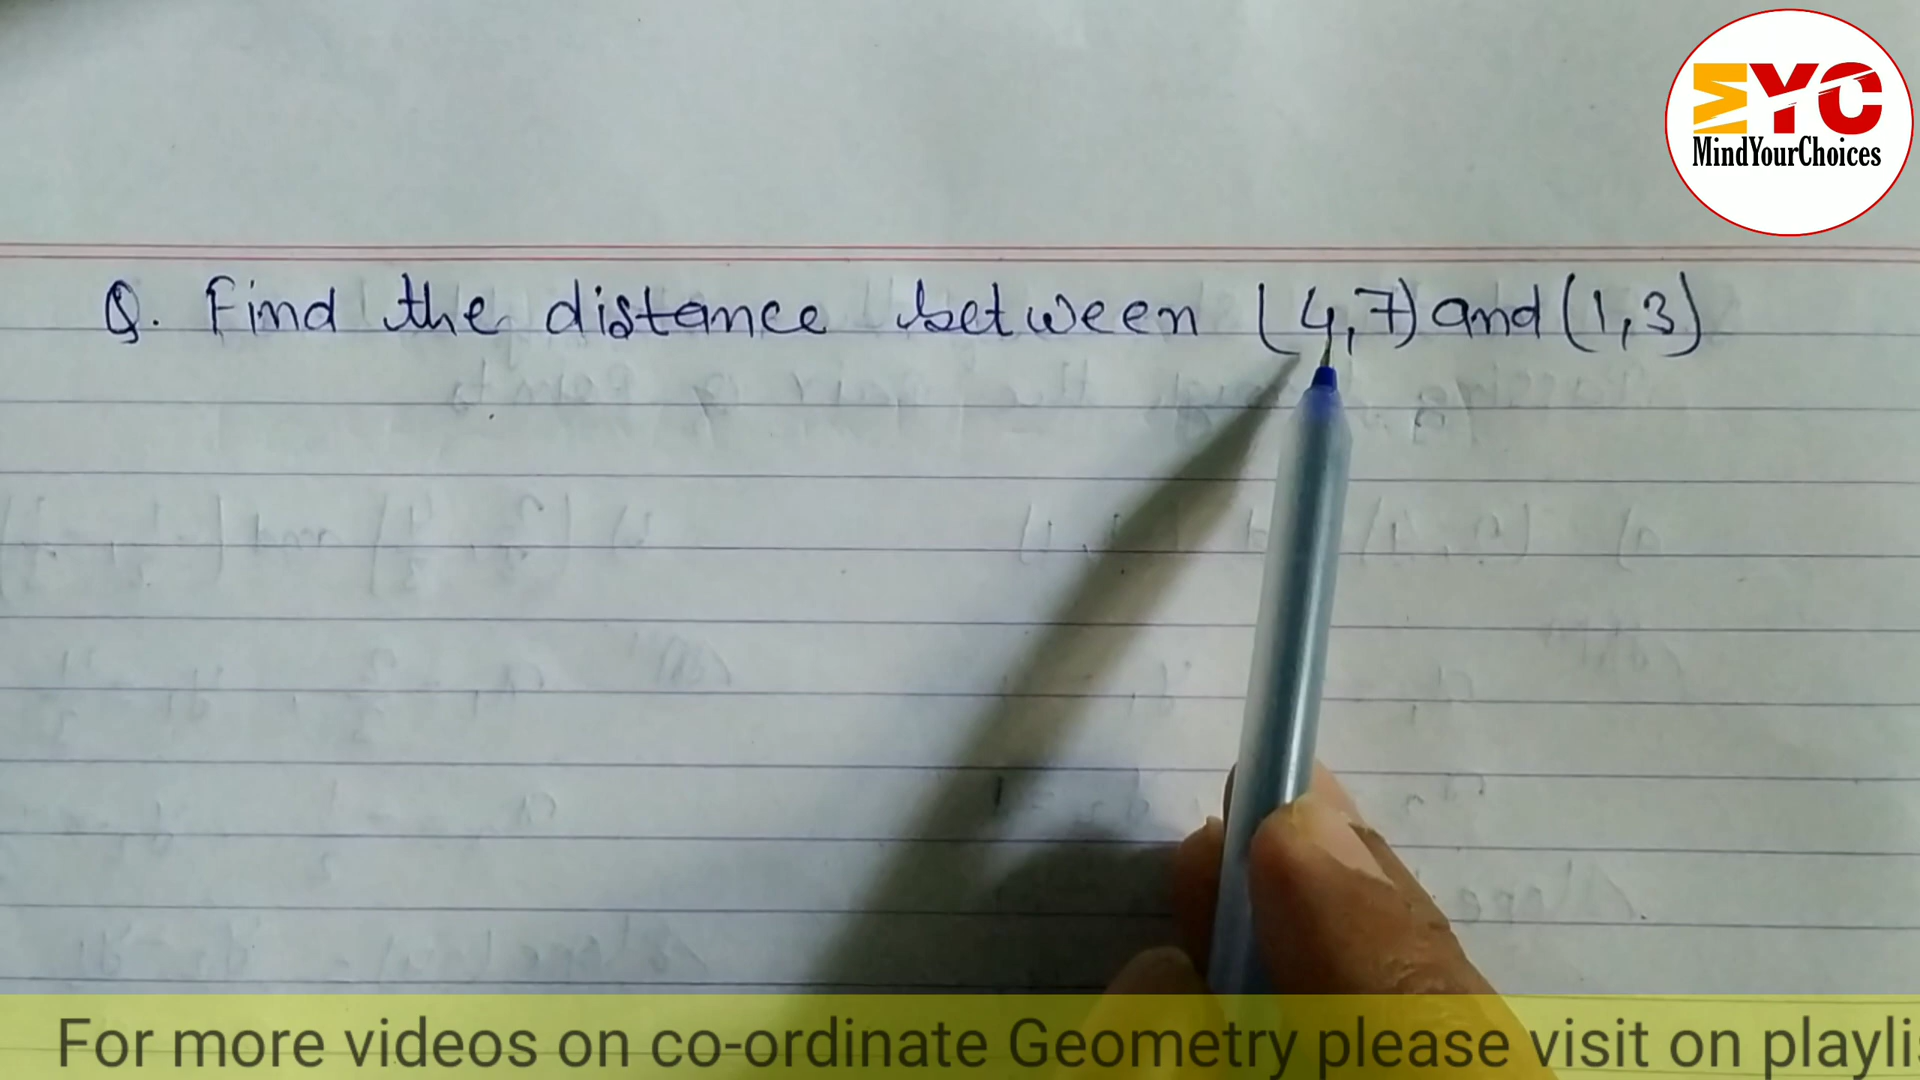 MYC
MindYourChoices
Q. Find the distance between (4,7) and (1,3)
For more videos on co-ordinate Geometry please visit on playli